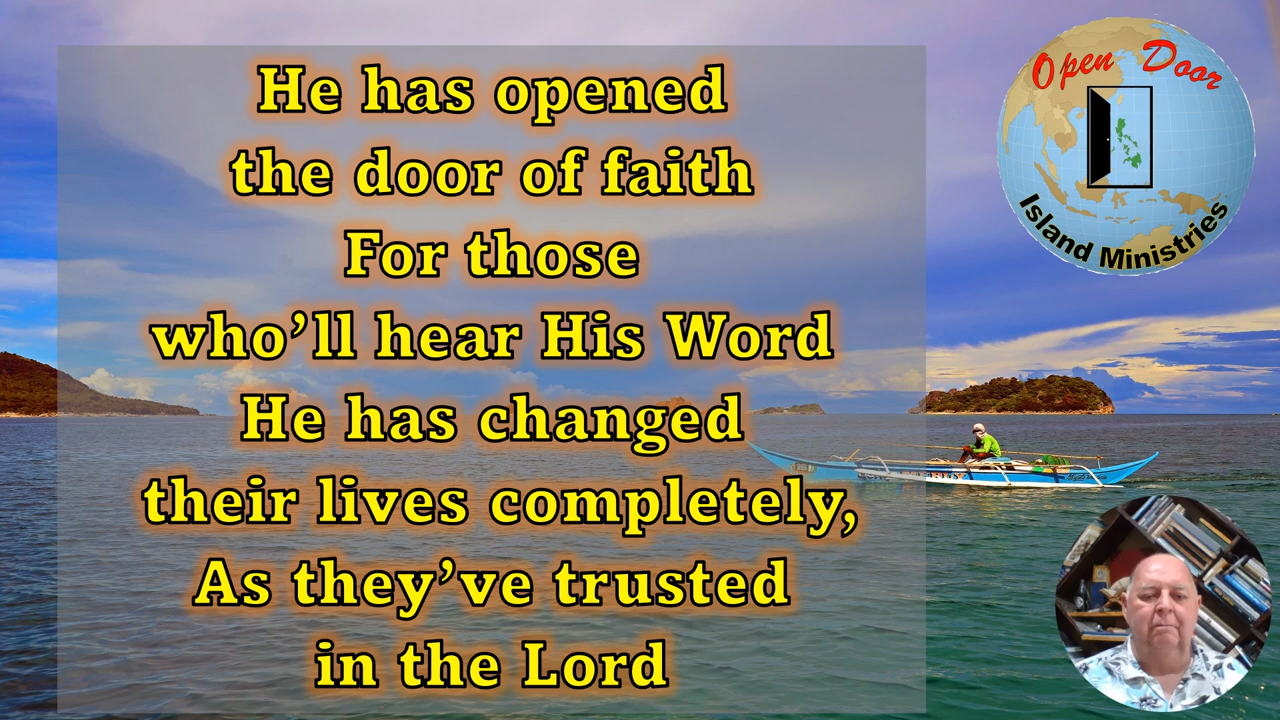 He has opened
the door of faith
For those
who’ll hear His Word
He has changed
their lives completely,
As they’ve trusted
in the Lord
Open Door
Island Ministries